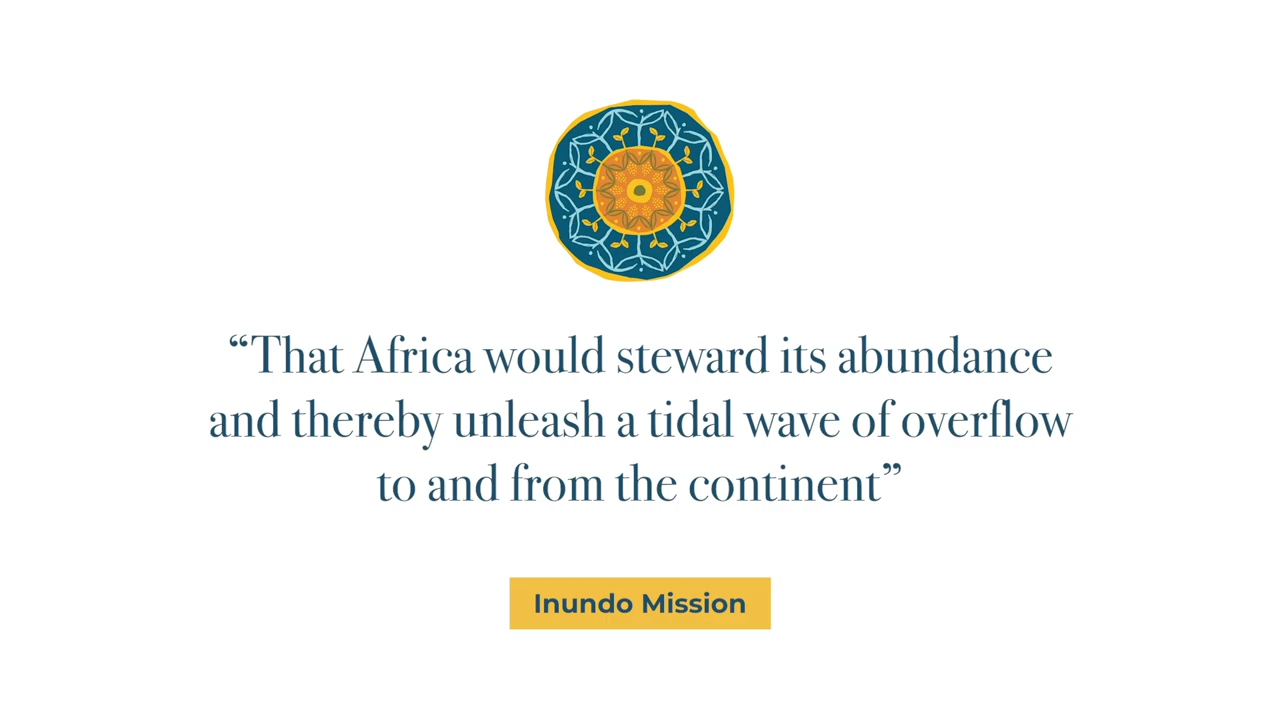 “That Africa would steward its abundance
and thereby unleash a tidal wave of overflow
to and from the continent”
Inundo Mission